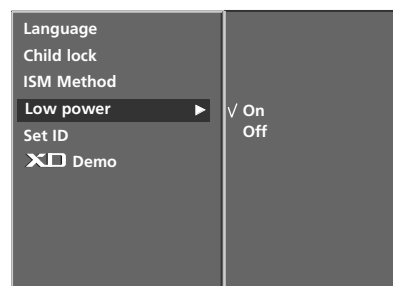 Language
Child lock
ISM Method
Low power ►
Set ID
XD Demo
√ On
Off